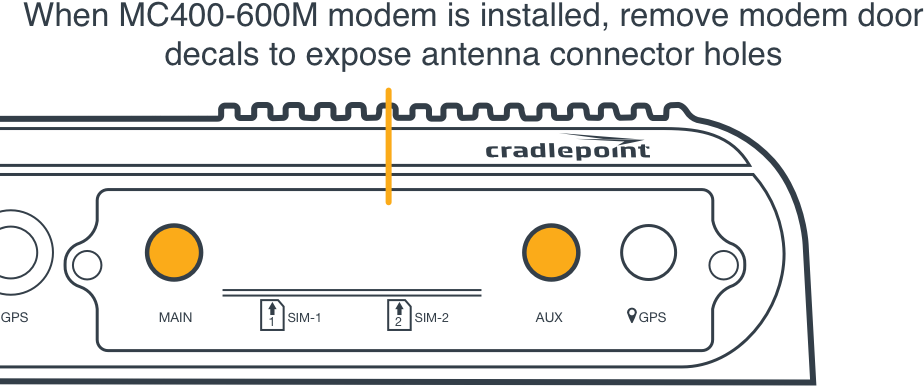 When MC400-600M modem is installed, remove modem door
decals to expose antenna connector holes
cradlepoint
GPS
MAIN
1 SIM-1
2 SIM-2
AUX
GPS